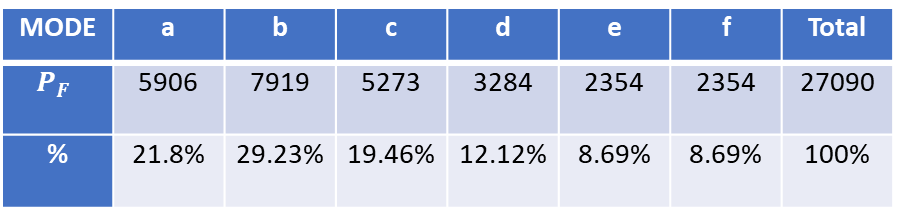 MODE a b c d e f Total
P_F 5906 7919 5273 3284 2354 2354 27090
% 21.8% 29.23% 19.46% 12.12% 8.69% 8.69% 100%